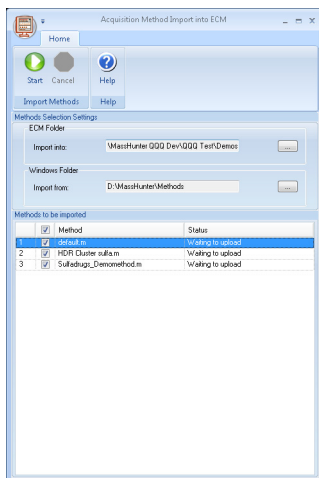 Acquisition Method Import into ECM
Home
Start Cancel Help
Import Methods Help
Methods Selection Settings
ECM Folder
Import into: \MassHunter QQQ Dev\QQQ Test\Demos ...
Windows Folder
Import from: D:\MassHunter\Methods ...
Methods to be imported
Method Status
1 default.m Waiting to upload
2 HDR Cluster sulfa.m Waiting to upload
3 Sulfadrugs_Demomethod.m Waiting to upload